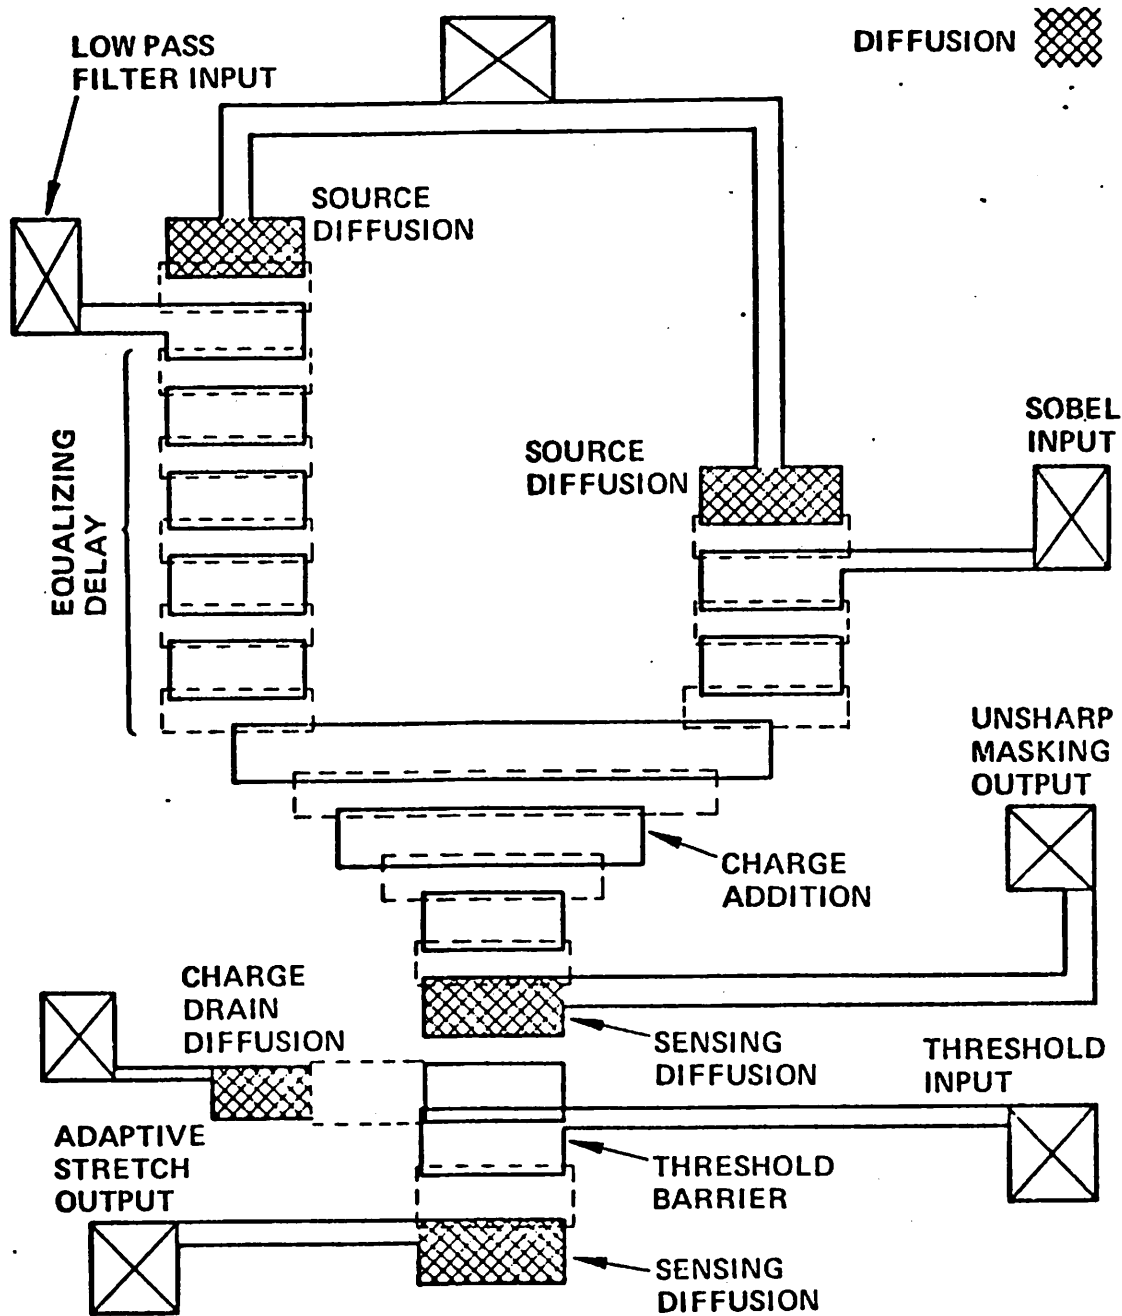 LOW PASS
FILTER INPUT
DIFFUSION
SOURCE
DIFFUSION
SOBEL
INPUT
SOURCE
DIFFUSION
EQUALIZING
DELAY
UNSHARP
MASKING
OUTPUT
CHARGE
ADDITION
CHARGE
DRAIN
DIFFUSION
SENSING
DIFFUSION
THRESHOLD
INPUT
ADAPTIVE
STRETCH
OUTPUT
THRESHOLD
BARRIER
SENSING
DIFFUSION